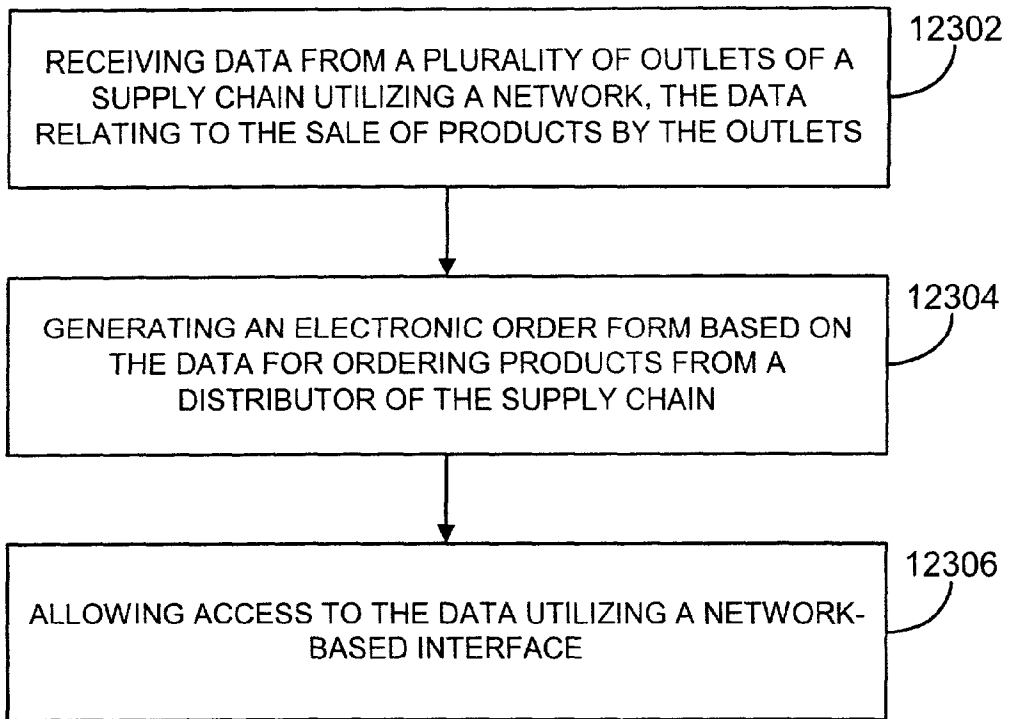 12302
RECEIVING DATA FROM A PLURALITY OF OUTLETS OF A
SUPPLY CHAIN UTILIZING A NETWORK, THE DATA
RELATING TO THE SALE OF PRODUCTS BY THE OUTLETS
12304
GENERATING AN ELECTRONIC ORDER FORM BASED ON
THE DATA FOR ORDERING PRODUCTS FROM A
DISTRIBUTOR OF THE SUPPLY CHAIN
12306
ALLOWING ACCESS TO THE DATA UTILIZING A NETWORK-
BASED INTERFACE